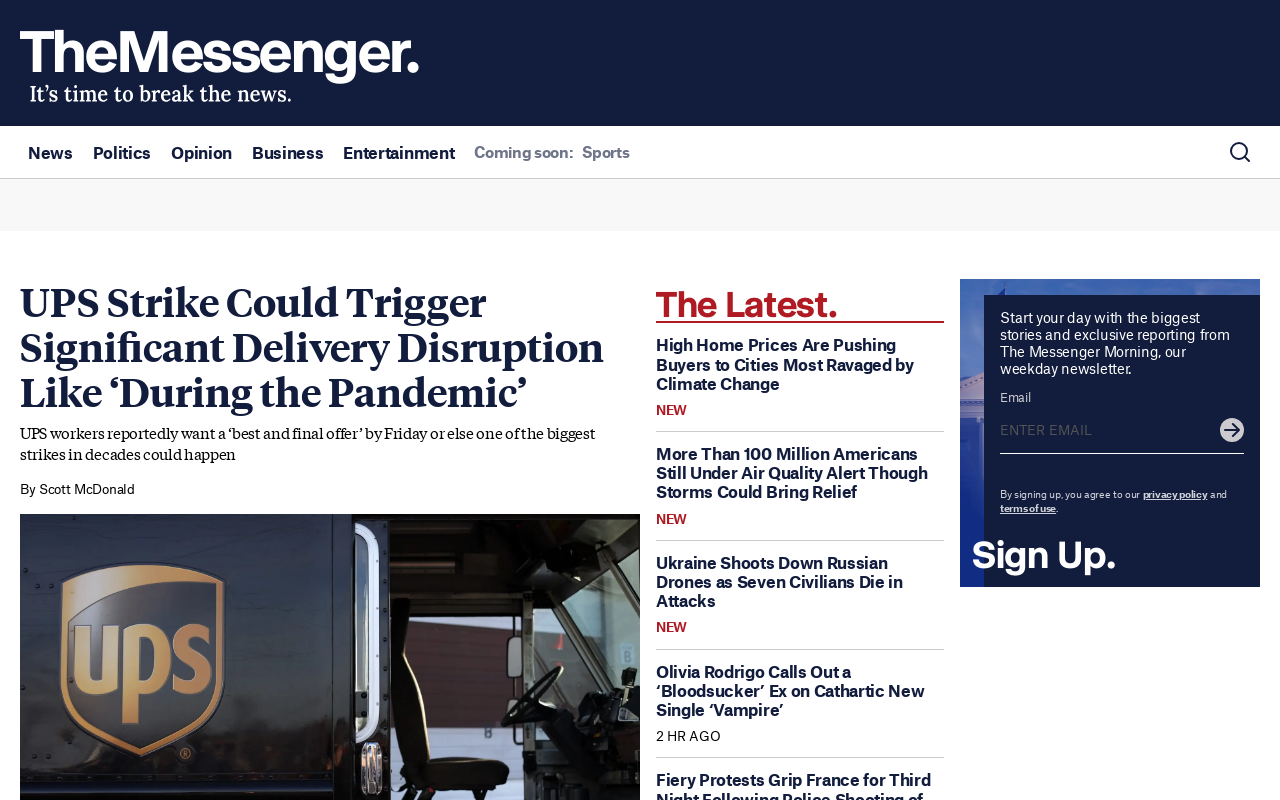 TheMessenger.
It's time to break the news.
News Politics Opinion Business Entertainment Coming soon: Sports
UPS Strike Could Trigger
Significant Delivery Disruption
Like ‘During the Pandemic’
UPS workers reportedly want a ‘best and final offer’ by Friday or else one of the biggest
strikes in decades could happen
By Scott McDonald
ups
®
The Latest.
High Home Prices Are Pushing
Buyers to Cities Most Ravaged by
Climate Change
NEW
More Than 100 Million Americans
Still Under Air Quality Alert Though
Storms Could Bring Relief
NEW
Ukraine Shoots Down Russian
Drones as Seven Civilians Die in
Attacks
NEW
Olivia Rodrigo Calls Out a
‘Bloodsucker’ Ex on Cathartic New
Single ‘Vampire’
2 HR AGO
Fiery Protests Grip France for Third
Night Following Police Shooting of
Start your day with the biggest
stories and exclusive reporting from
The Messenger Morning, our
weekday newsletter.
Email
ENTER EMAIL
By signing up, you agree to our privacy policy and
terms of use.
Sign Up.